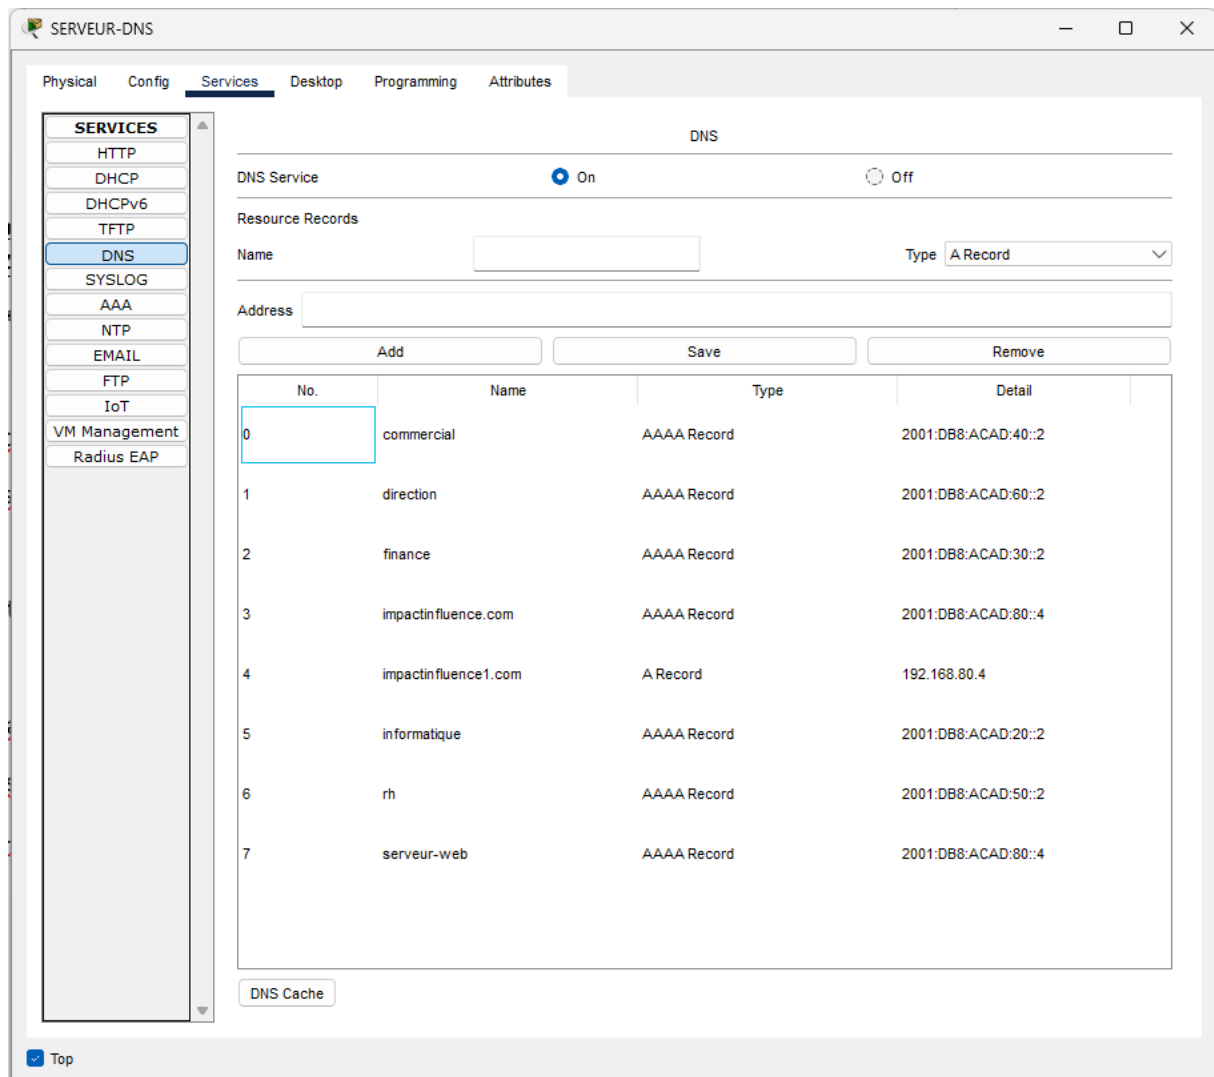 SERVEUR-DNS
Physical Config Services Desktop Programming Attributes
SERVICES
HTTP
DHCP
DHCPv6
TFTP
DNS
SYSLOG
AAA
NTP
EMAIL
FTP
IoT
VM Management
Radius EAP
DNS
DNS Service On Off
Resource Records
Name Type A Record
Address
Add Save Remove
No. Name Type Detail
0 commercial AAAA Record 2001:DB8:ACAD:40::2
1 direction AAAA Record 2001:DB8:ACAD:60::2
2 finance AAAA Record 2001:DB8:ACAD:30::2
3 impactinfluence.com AAAA Record 2001:DB8:ACAD:80::4
4 impactinfluence1.com A Record 192.168.80.4
5 informatique AAAA Record 2001:DB8:ACAD:20::2
6 rh AAAA Record 2001:DB8:ACAD:50::2
7 serveur-web AAAA Record 2001:DB8:ACAD:80::4
DNS Cache
Top